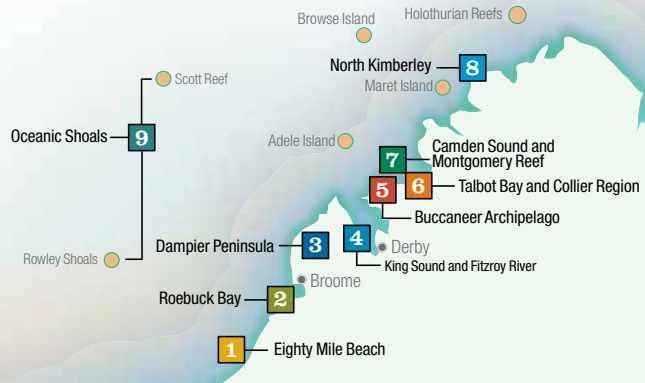 Browse Island
Holothurian Reefs
North Kimberley
8
Maret Island
Scott Reef
Oceanic Shoals
9
Adele Island
7
Camden Sound and
Montgomery Reef
5
6
Talbot Bay and Collier Region
Buccaneer Archipelago
Dampier Peninsula
3
4
Derby
King Sound and Fitzroy River
Rowley Shoals
Broome
Roebuck Bay
2
1
Eighty Mile Beach